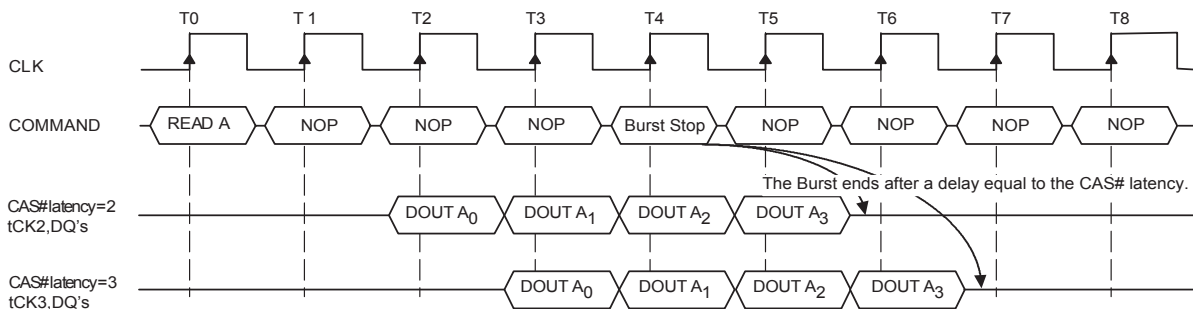 T0 T 1 T2 T3 T4 T5 T6 T7 T8
CLK
COMMAND READ A NOP NOP NOP Burst Stop NOP NOP NOP NOP
The Burst ends after a delay equal to the CAS# latency.
CAS#latency=2
tCK2,DQ's
DOUT A0 DOUT A1 DOUT A2 DOUT A3
CAS#latency=3
tCK3,DQ's
DOUT A0 DOUT A1 DOUT A2 DOUT A3